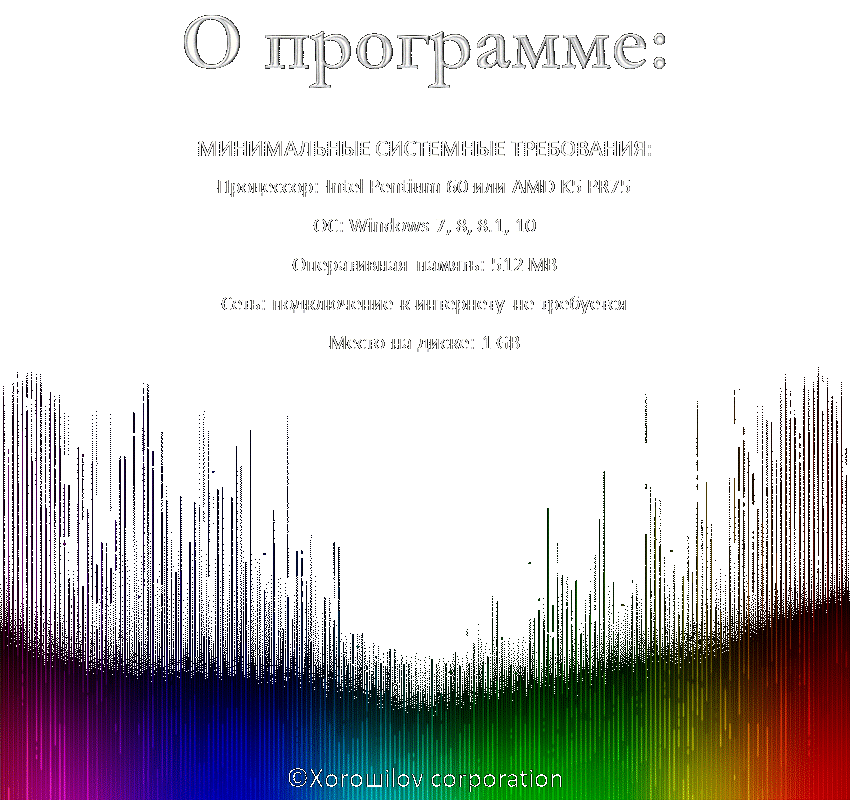 О программе:
МИНИМАЛЬНЫЕ СИСТЕМНЫЕ ТРЕБОВАНИЯ:
Процессор: Intel Pentium 60 или AMD K5 PR75
ОС: Windows 7, 8, 8.1, 10
Оперативная память: 512 MB
Сеть: подключение к интернету не требуется
Место на диске: 1 GB
©Xoroшilov corporation